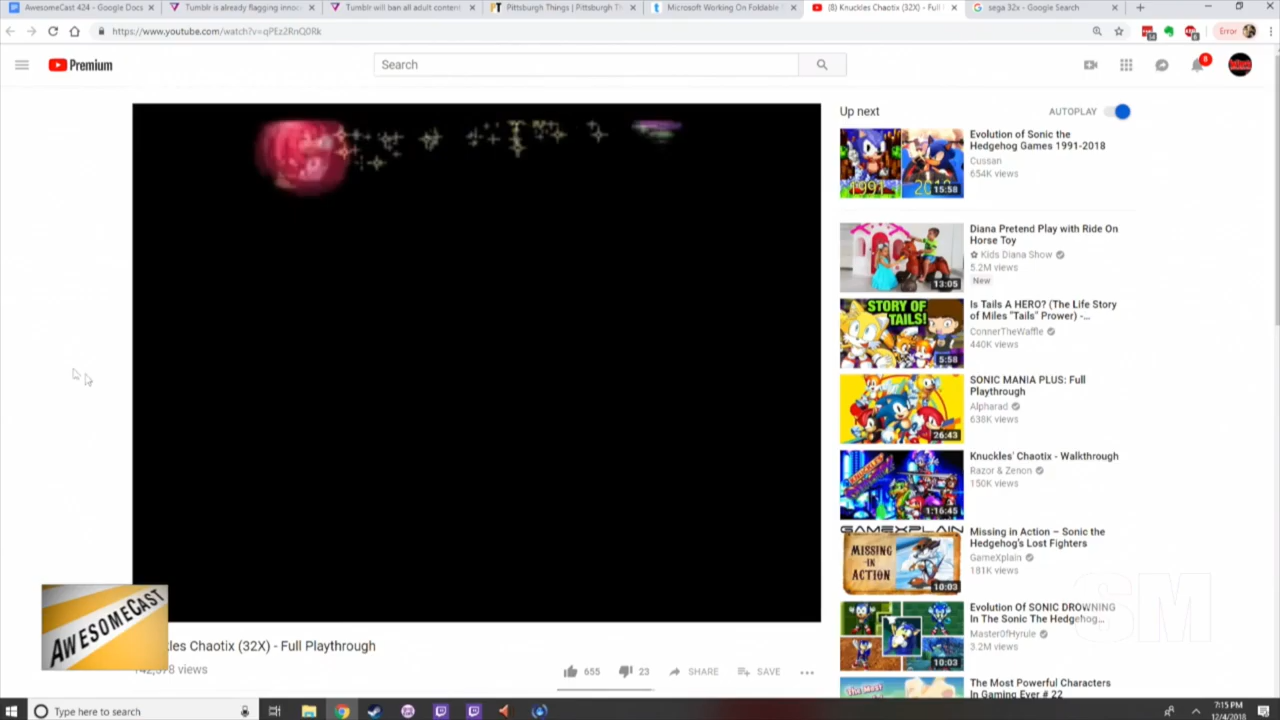 AwesomeCast 424 - Google Docs
Tumblr is already flagging innoc
Tumblr will ban all adult content
Pittsburgh Things | Pittsburgh T
Microsoft Working On Foldable
(8) Knuckles Chaotix (32X) - Full
sega 32x - Google Search
https://www.youtube.com/watch?v=qPEz2RnQ0Rk
Error
Premium
Search
8
Up next
AUTOPLAY
Evolution of Sonic the
Hedgehog Games 1991-2018
Cussan
654K views
1991
15:58
Diana Pretend Play with Ride On
Horse Toy
Kids Diana Show
5.2M views
New
13:05
STORY OF
TAILS!
5:58
Is Tails A HERO? (The Life Story
of Miles "Tails" Prower) -...
ConnerTheWaffle
440K views
SONIC MANIA PLUS: Full
Playthrough
Alpharad
638K views
26:43
Knuckles' Chaotix - Walkthrough
Razor & Zenon
150K views
1:16:45
GAMEXPLAIN
MISSING
IN
ACTION
10:03
Missing in Action – Sonic the
Hedgehog's Lost Fighters
GameXplain
181K views
Evolution Of SONIC DROWNING
In The Sonic The Hedgehog...
Master0fHyrule
3.2M views
10:03
The Most Powerful Characters
In Gaming Ever # 22
SM
AWESOMECAST
les Chaotix (32X) - Full Playthrough
views
655
23
SHARE
SAVE
Type here to search
7:15 PM
12/4/2018